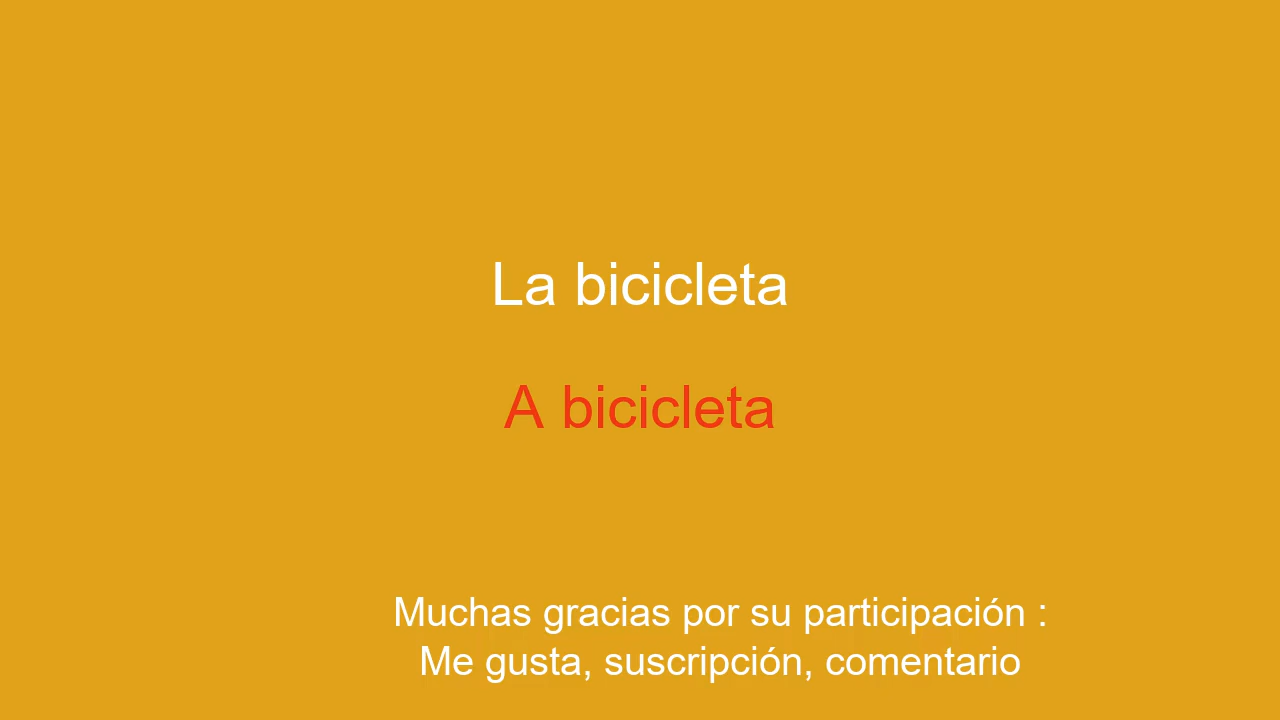 La bicicleta
A bicicleta
Muchas gracias por su participación :
Me gusta, suscripción, comentario